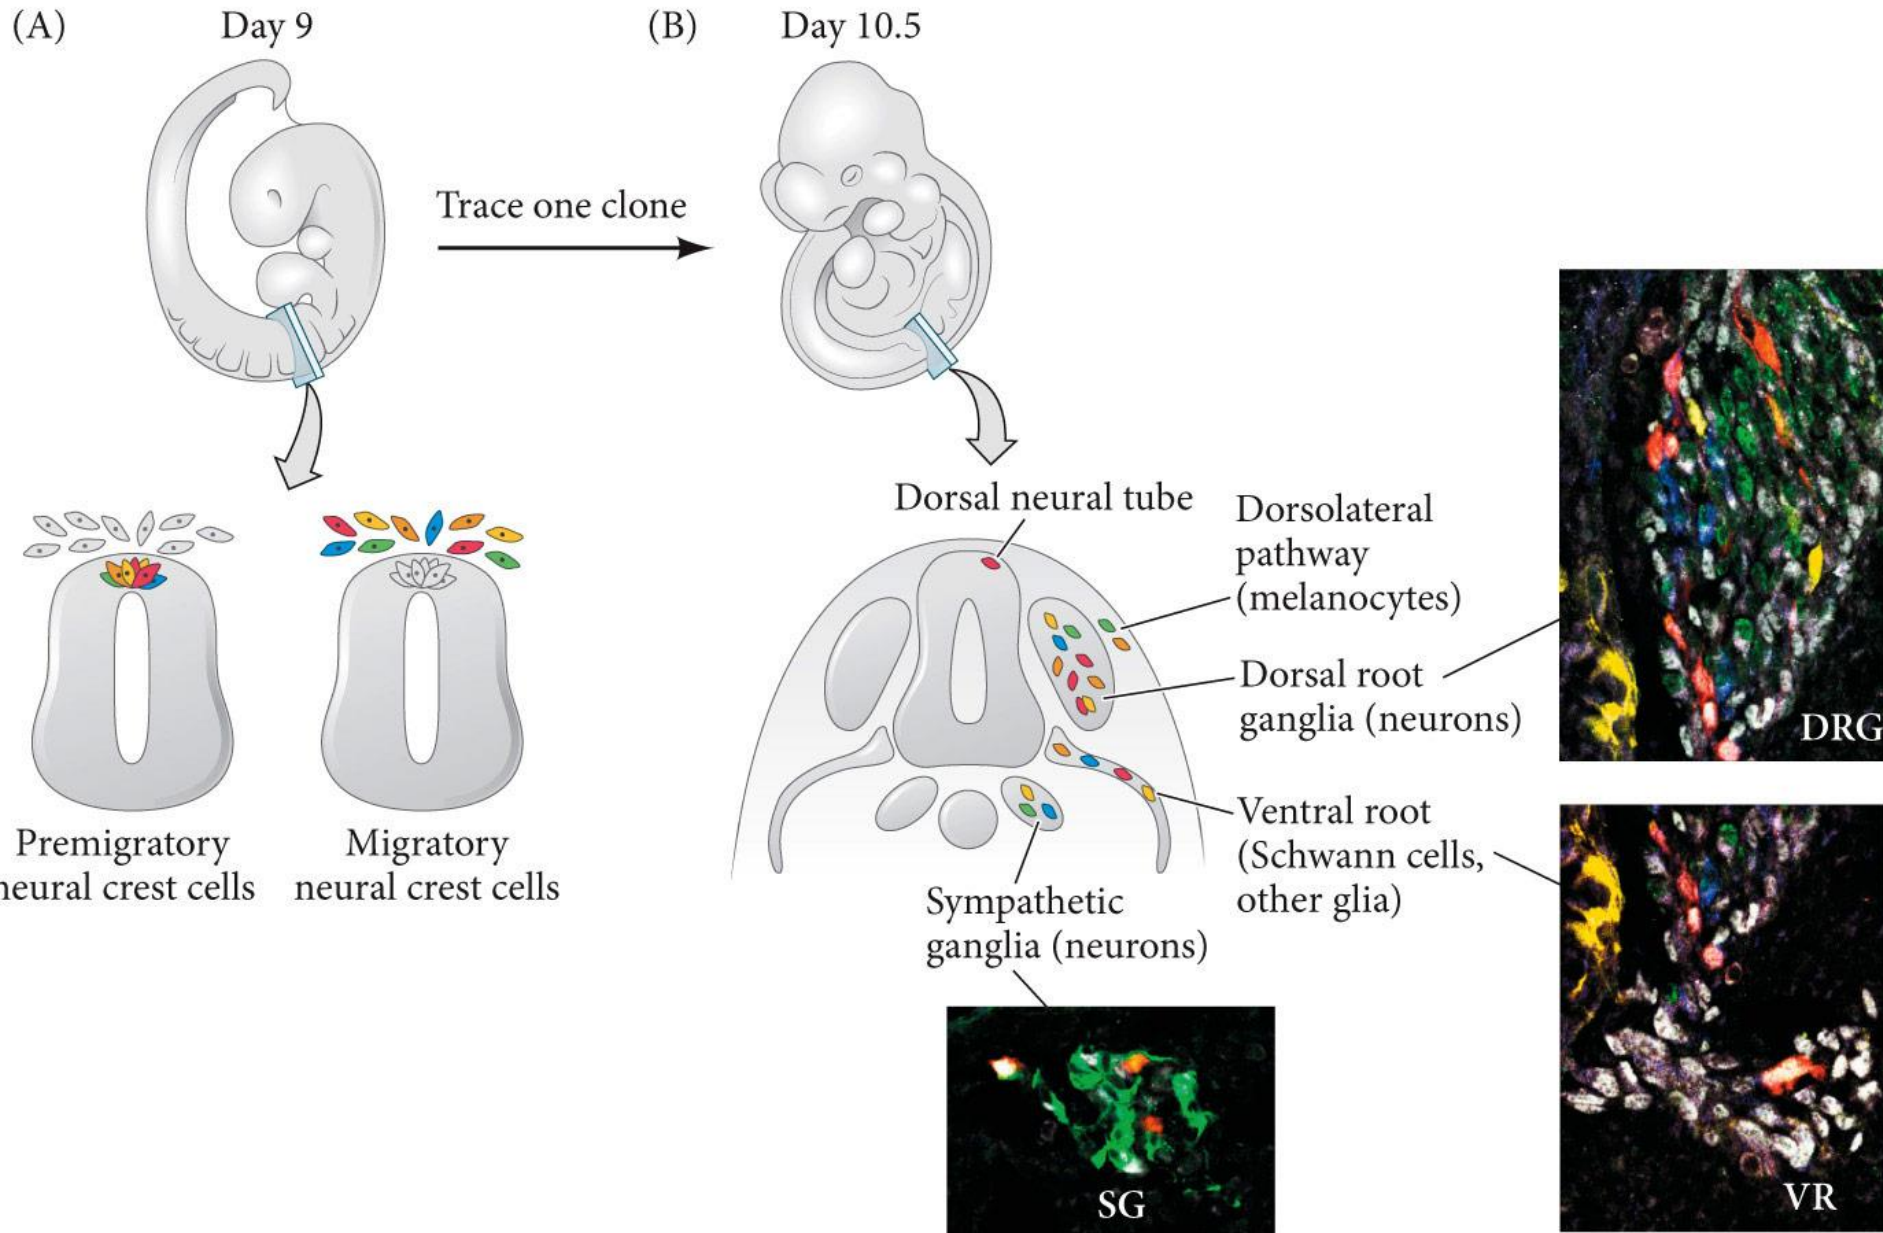 (A)
Day 9
(B)
Day 10.5
Trace one clone
Premigratory
neural crest cells
Migratory
neural crest cells
Dorsal neural tube
Dorsolateral
pathway
(melanocytes)
Dorsal root
ganglia (neurons)
Ventral root
(Schwann cells,
other glia)
Sympathetic
ganglia (neurons)
DRG
VR
SG